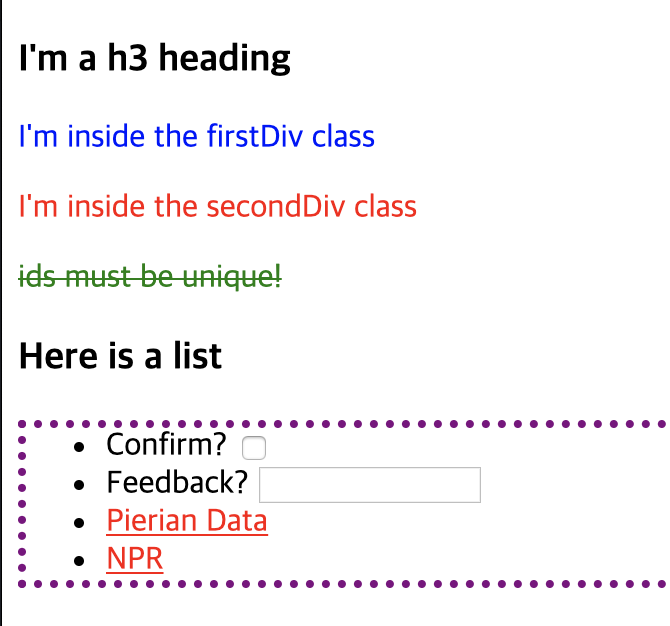 I'm a h3 heading
I'm inside the firstDiv class
I'm inside the secondDiv class
ids must be unique!
Here is a list
Confirm?
Feedback?
Pierian Data
NPR